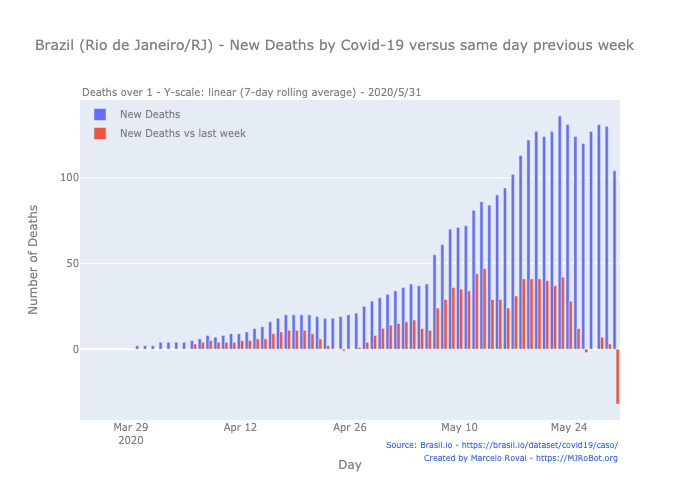 Brazil (Rio de Janeiro/RJ) - New Deaths by Covid-19 versus same day previous week
Deaths over 1 - Y-scale: linear (7-day rolling average) - 2020/5/31
New Deaths
New Deaths vs last week
Number of Deaths
100
50
0
Mar 29
2020
Apr 12
Apr 26
May 10
May 24
Day
Source: Brasil.io - https://brasil.io/dataset/covid19/caso/
Created by Marcelo Rovai - https://MJRoBot.org